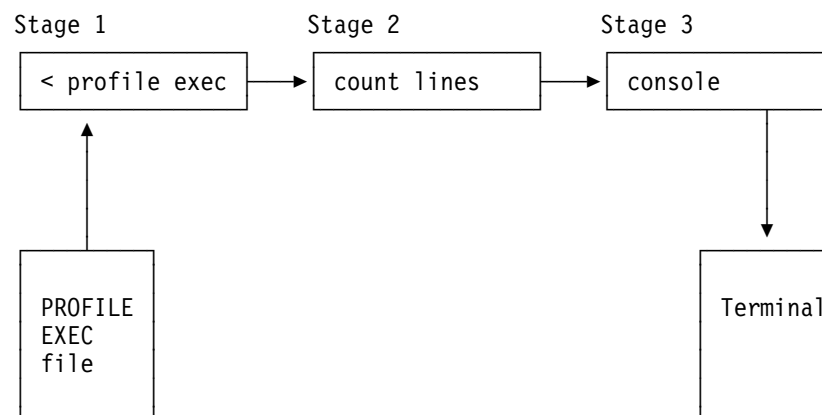 Stage 1 Stage 2 Stage 3
< profile exec count lines console
PROFILE
EXEC
file
Terminal